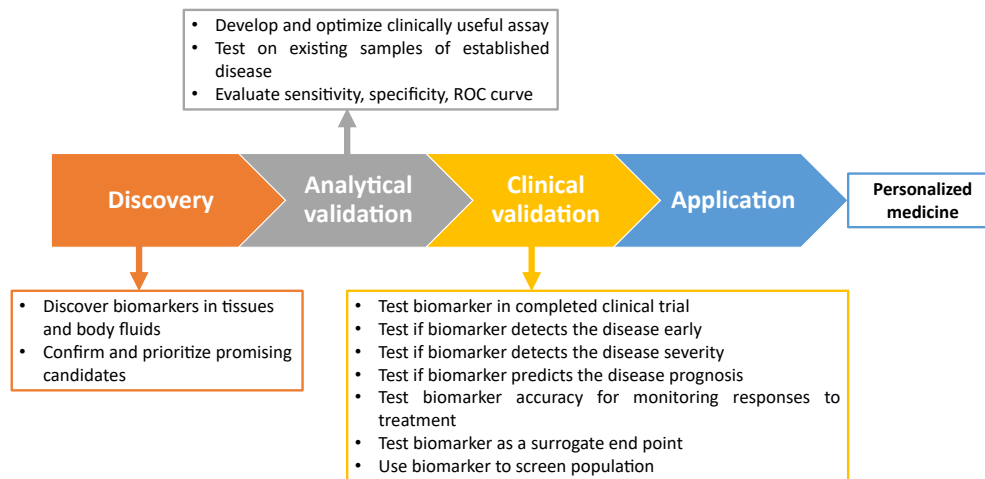 • Develop and optimize clinically useful assay
• Test on existing samples of established
disease
• Evaluate sensitivity, specificity, ROC curve
Discovery
Analytical
validation
Clinical
validation
Application
Personalized
medicine
• Discover biomarkers in tissues
and body fluids
• Confirm and prioritize promising
candidates
• Test biomarker in completed clinical trial
• Test if biomarker detects the disease early
• Test if biomarker detects the disease severity
• Test if biomarker predicts the disease prognosis
• Test biomarker accuracy for monitoring responses to
treatment
• Test biomarker as a surrogate end point
• Use biomarker to screen population